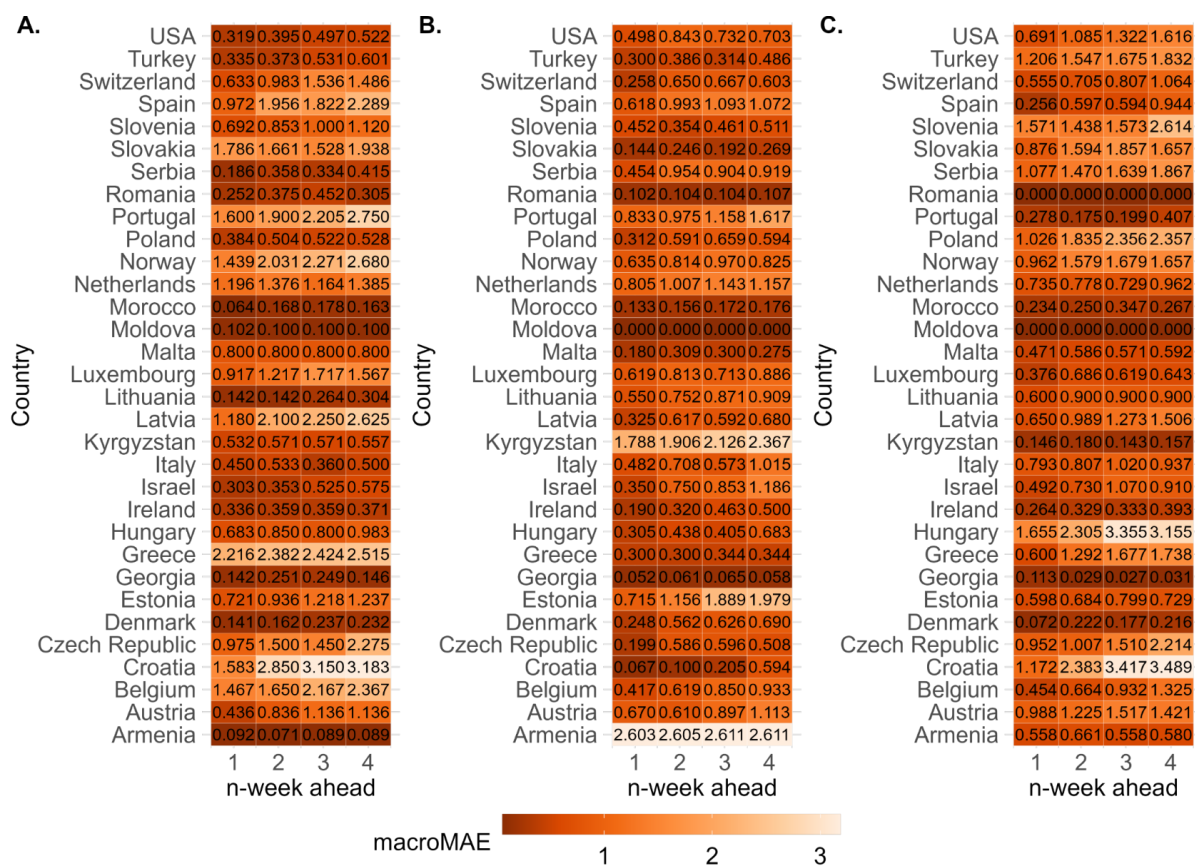 A. B. C.
USA 0.319 0.395 0.497 0.522 USA 0.498 0.843 0.732 0.703 USA 0.691 1.085 1.322 1.616
Turkey 0.335 0.373 0.531 0.601 Turkey 0.300 0.386 0.314 0.486 Turkey 1.206 1.547 1.675 1.832
Switzerland 0.633 0.983 1.536 1.486 Switzerland 0.258 0.650 0.667 0.603 Switzerland 0.555 0.705 0.807 1.064
Spain 0.972 1.956 1.822 2.289 Spain 0.618 0.993 1.093 1.072 Spain 0.256 0.597 0.594 0.944
Slovenia 0.692 0.853 1.000 1.120 Slovenia 0.452 0.354 0.461 0.511 Slovenia 1.571 1.438 1.573 2.614
Slovakia 1.786 1.661 1.528 1.938 Slovakia 0.144 0.246 0.192 0.269 Slovakia 0.876 1.594 1.857 1.657
Serbia 0.186 0.358 0.334 0.415 Serbia 0.454 0.954 0.904 0.919 Serbia 1.077 1.470 1.639 1.867
Romania 0.252 0.375 0.452 0.305 Romania 0.102 0.104 0.104 0.107 Romania 0.000 0.000 0.000 0.000
Portugal 1.600 1.900 2.205 2.750 Portugal 0.833 0.975 1.158 1.617 Portugal 0.278 0.175 0.199 0.407
Poland 0.384 0.504 0.522 0.528 Poland 0.312 0.591 0.659 0.594 Poland 1.026 1.835 2.356 2.357
Norway 1.439 2.031 2.271 2.680 Norway 0.635 0.814 0.970 0.825 Norway 0.962 1.579 1.679 1.657
Netherlands 1.196 1.376 1.164 1.385 Netherlands 0.805 1.007 1.143 1.157 Netherlands 0.735 0.778 0.729 0.962
Morocco 0.064 0.168 0.178 0.163 Morocco 0.133 0.156 0.172 0.176 Morocco 0.234 0.250 0.347 0.267
Moldova 0.102 0.100 0.100 0.100 Moldova 0.000 0.000 0.000 0.000 Moldova 0.000 0.000 0.000 0.000
Malta 0.800 0.800 0.800 0.800 Malta 0.180 0.309 0.300 0.275 Malta 0.471 0.586 0.571 0.592
Luxembourg 0.917 1.217 1.717 1.567 Luxembourg 0.619 0.813 0.713 0.886 Luxembourg 0.376 0.686 0.619 0.643
Lithuania 0.142 0.142 0.264 0.304 Lithuania 0.550 0.752 0.871 0.909 Lithuania 0.600 0.900 0.900 0.900
Latvia 1.180 2.100 2.250 2.625 Latvia 0.325 0.617 0.592 0.680 Latvia 0.650 0.989 1.273 1.506
Kyrgyzstan 0.532 0.571 0.571 0.557 Kyrgyzstan 1.788 1.906 2.126 2.367 Kyrgyzstan 0.146 0.180 0.143 0.157
Italy 0.450 0.533 0.360 0.500 Italy 0.482 0.708 0.573 1.015 Italy 0.793 0.807 1.020 0.937
Israel 0.303 0.353 0.525 0.575 Israel 0.350 0.750 0.853 1.186 Israel 0.492 0.730 1.070 0.910
Ireland 0.336 0.359 0.359 0.371 Ireland 0.190 0.320 0.463 0.500 Ireland 0.264 0.329 0.333 0.393
Hungary 0.683 0.850 0.800 0.983 Hungary 0.305 0.438 0.405 0.683 Hungary 1.655 2.305 3.355 3.155
Greece 2.216 2.382 2.424 2.515 Greece 0.300 0.300 0.344 0.344 Greece 0.600 1.292 1.677 1.738
Georgia 0.142 0.251 0.249 0.146 Georgia 0.052 0.061 0.065 0.058 Georgia 0.113 0.029 0.027 0.031
Estonia 0.721 0.936 1.218 1.237 Estonia 0.715 1.156 1.889 1.979 Estonia 0.598 0.684 0.799 0.729
Denmark 0.141 0.162 0.237 0.232 Denmark 0.248 0.562 0.626 0.690 Denmark 0.072 0.222 0.177 0.216
Czech Republic 0.975 1.500 1.450 2.275 Czech Republic 0.199 0.586 0.596 0.508 Czech Republic 0.952 1.007 1.510 2.214
Croatia 1.583 2.850 3.150 3.183 Croatia 0.067 0.100 0.205 0.594 Croatia 1.172 2.383 3.417 3.489
Belgium 1.467 1.650 2.167 2.367 Belgium 0.417 0.619 0.850 0.933 Belgium 0.454 0.664 0.932 1.325
Austria 0.436 0.836 1.136 1.136 Austria 0.670 0.610 0.897 1.113 Austria 0.988 1.225 1.517 1.421
Armenia 0.092 0.071 0.089 0.089 Armenia 2.603 2.605 2.611 2.611 Armenia 0.558 0.661 0.558 0.580
Country Country Country
1 2 3 4 1 2 3 4 1 2 3 4
n-week ahead n-week ahead n-week ahead
macroMAE
1 2 3